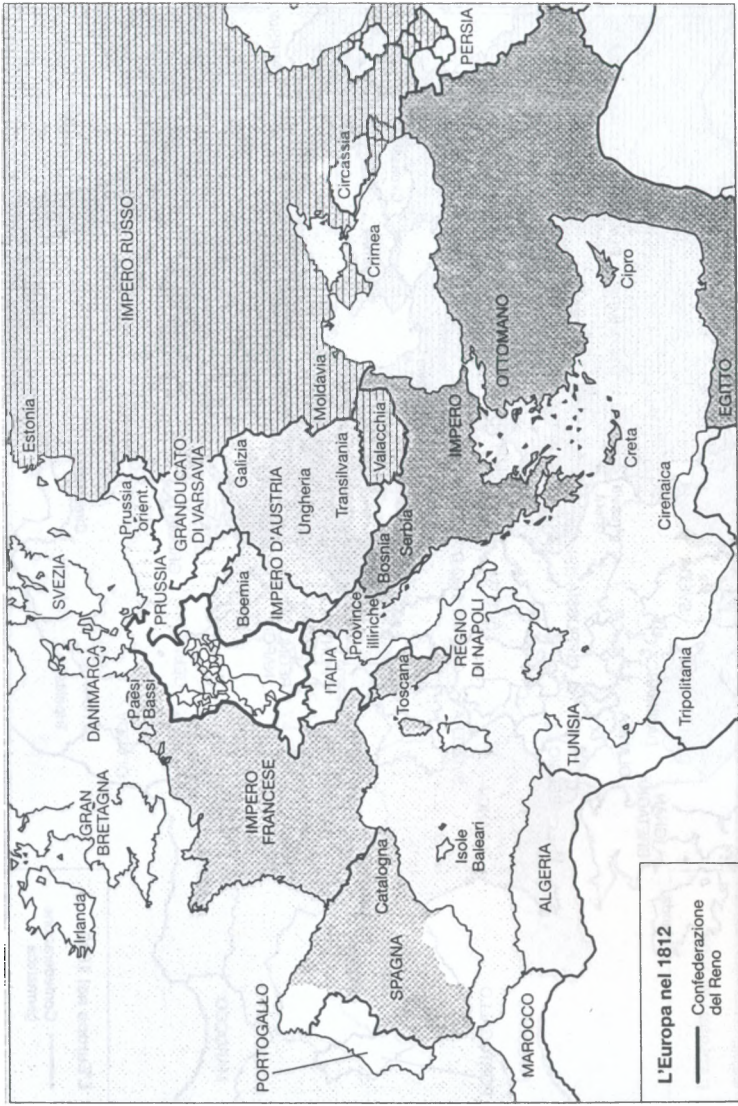 IMPERO RUSSO
Estonia
PERSIA
Circassia
Crimea
Moldavia
SVEZIA
Prussia
orient.
GRANDUCATO
DI VARSAVIA
Galizia
PRUSSIA
DANIMARCA
Paesi
Bassi
Boemia
IMPERO D'AUSTRIA
Ungheria
Transilvania
Valacchia
Bosnia
Serbia
IMPERO
OTTOMANO
Cipro
Creta
EGITTO
Cirenaica
Province
illiriche
ITALIA
Toscana
REGNO
DI NAPOLI
GRAN
BRETAGNA
Irlanda
IMPERO
FRANCESE
Catalogna
SPAGNA
PORTOGALLO
Isole
Baleari
MAROCCO
ALGERIA
TUNISIA
Tripolitania
L'Europa nel 1812
Confederazione
del Reno